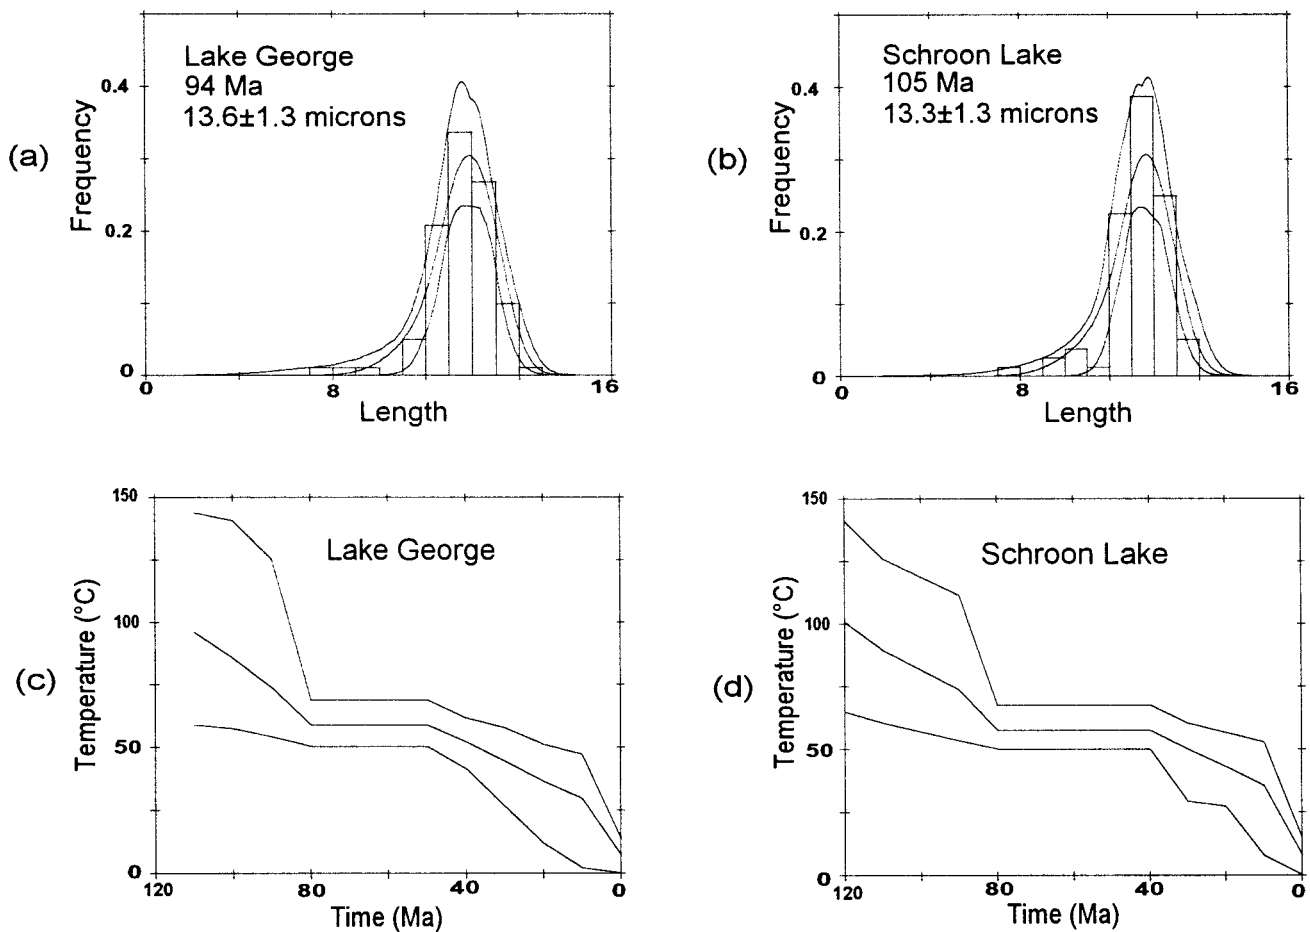 (a)
Lake George
94 Ma
13.6±1.3 microns
Frequency
0.4
0.2
0
0 8 16
Length
(b)
Schroon Lake
105 Ma
13.3±1.3 microns
Frequency
0.4
0.2
0
0 8 16
Length
(c)
Lake George
Temperature (°C)
150
100
50
0
120 80 40 0
Time (Ma)
(d)
Schroon Lake
Temperature (°C)
150
100
50
0
120 80 40 0
Time (Ma)